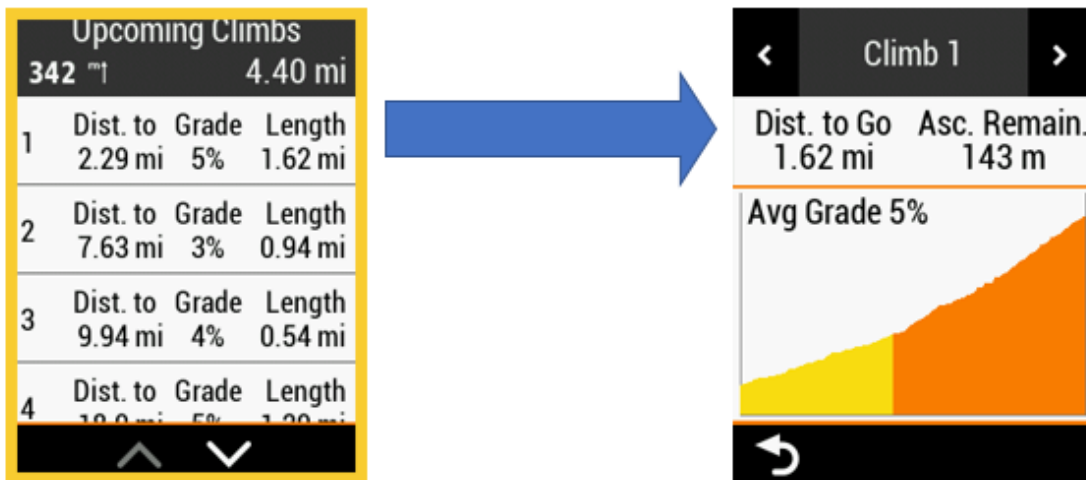 Upcoming Climbs
342 m↑ 4.40 mi
1 Dist. to Grade Length
2.29 mi 5% 1.62 mi
2 Dist. to Grade Length
7.63 mi 3% 0.94 mi
3 Dist. to Grade Length
9.94 mi 4% 0.54 mi
4 Dist. to Grade Length
mi 5% mi
Climb 1
Dist. to Go Asc. Remain.
1.62 mi 143 m
Avg Grade 5%